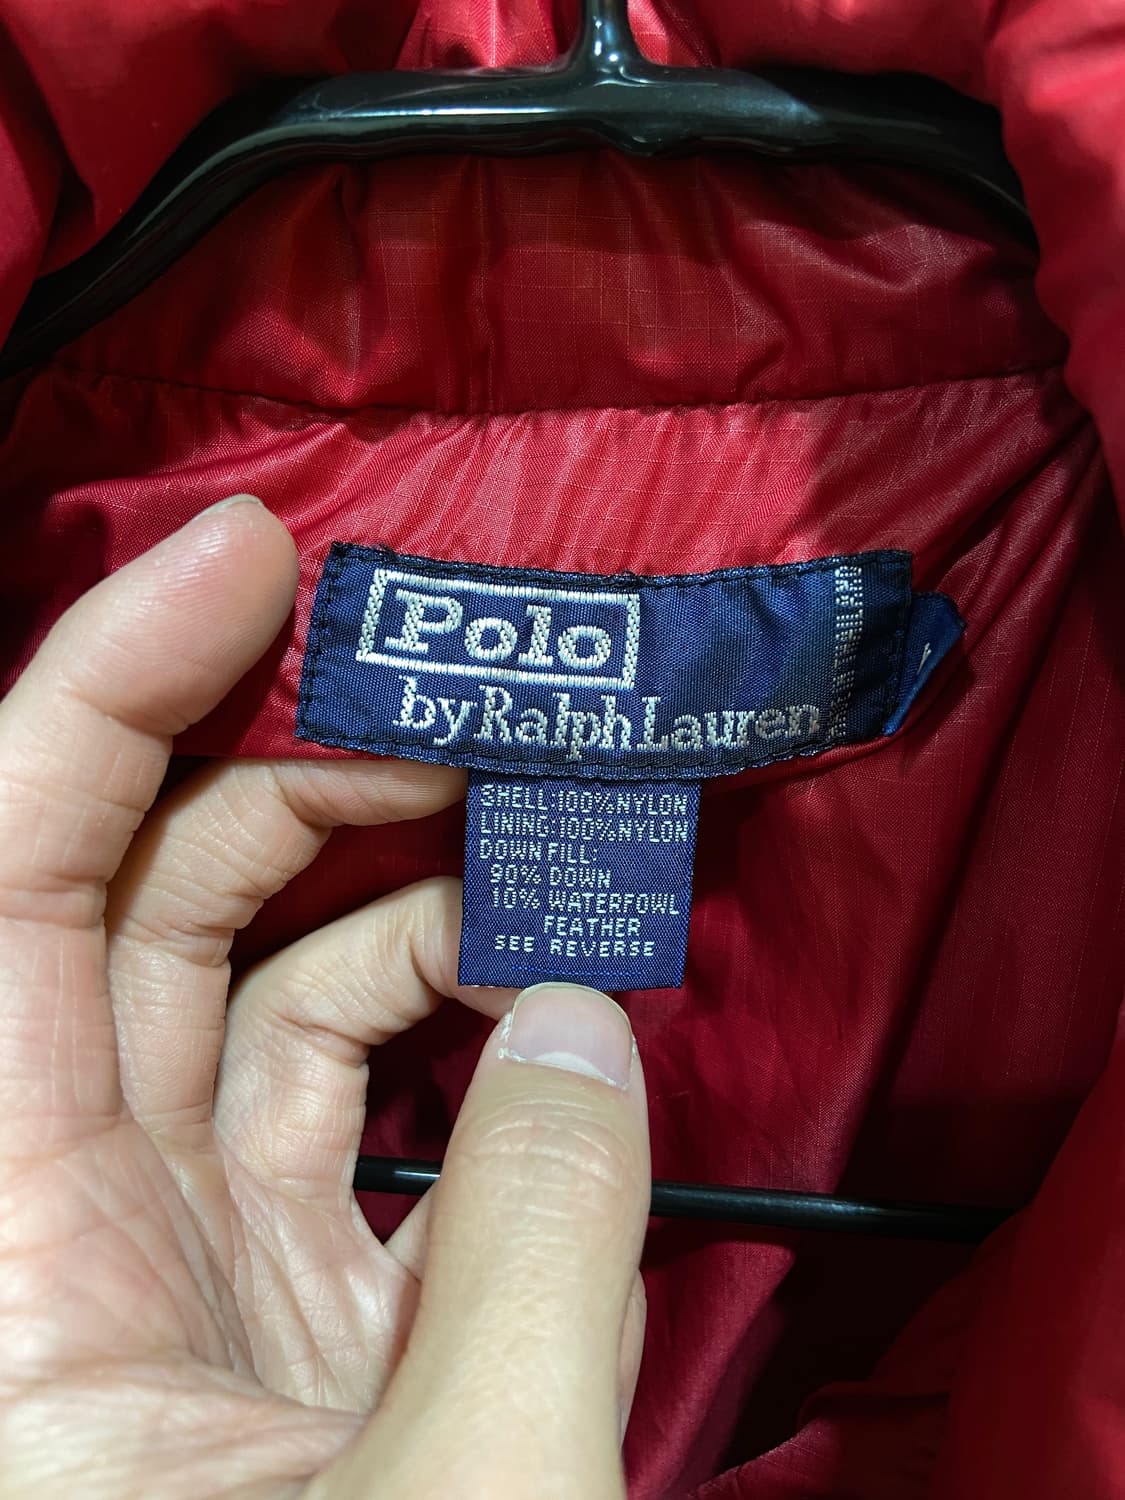 Polo
by Ralph Lauren
SHELL:100%NYLON
LINING:100%NYLON
DOWN FILL:
90% DOWN
10% WATERFOWL
FEATHER
SEE REVERSE